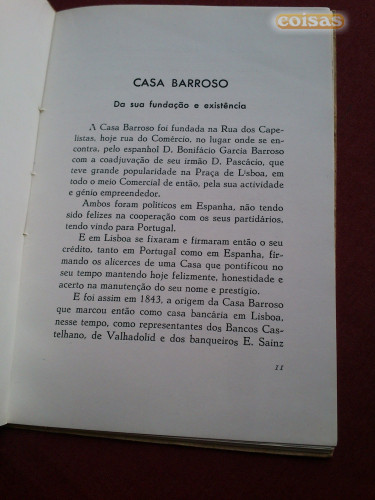 coisas
CASA BARROSO
Da sua fundação e existência
A Casa Barroso foi fundada na Rua dos Cape-
listas, hoje rua do Comércio, no lugar onde se en-
contra, pelo espanhol D. Bonifácio Garcia Barroso
com a coadjuvação de seu irmão D. Pascácio, que
teve grande popularidade na Praça de Lisboa, em
todo o meio Comercial de então, pela sua actividade
e génio empreendedor.
Ambos foram políticos em Espanha, não tendo
sido felizes na cooperação com os seus partidários,
tendo vindo para Portugal.
E em Lisboa se fixaram e firmaram então o seu
crédito, tanto em Portugal como em Espanha, fir-
mando os alicerces de uma Casa que pontificou no
seu tempo mantendo hoje felizmente, honestidade e
acerto na manutenção do seu nome e prestígio.
E foi assim em 1843, a origem da Casa Barroso
que marcou então como casa bancária em Lisboa,
nesse tempo, como representantes dos Bancos Cas-
telhano, de Valhadolid e dos banqueiros E. Sainz
11